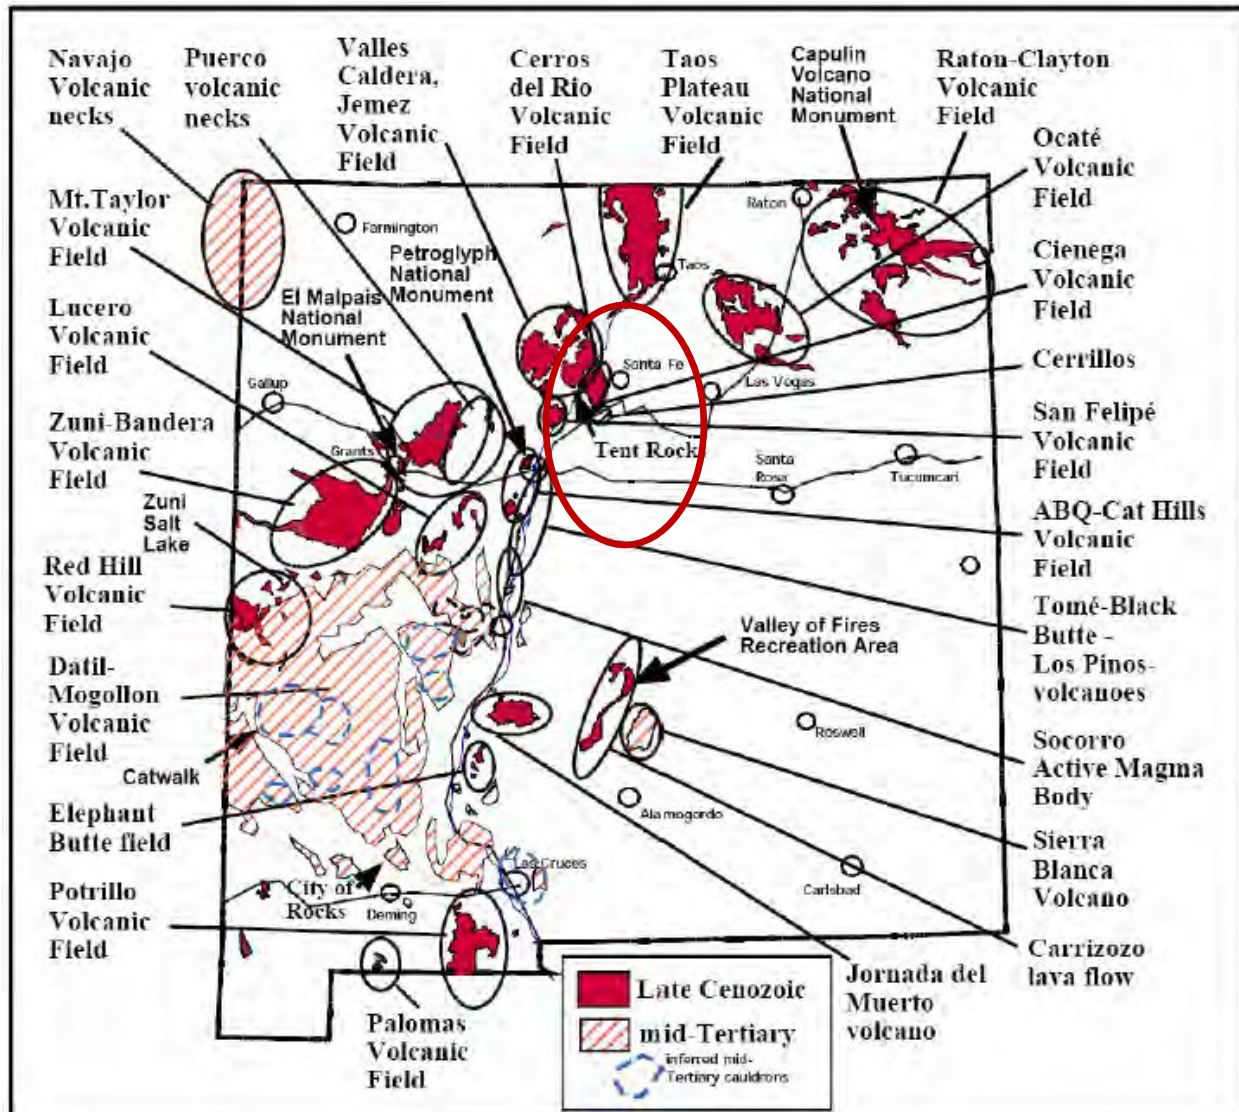 Navajo
Volcanic
necks
Puerco
volcanic
necks
Valles
Caldera,
Jemez
Volcanic
Field
Cerros
del Rio
Volcanic
Field
Taos
Plateau
Volcanic
Field
Capulin
Volcano
National
Monument
Raton-Clayton
Volcanic
Field
Ocaté
Volcanic
Field
Mt.Taylor
Volcanic
Field
Farmington
Petroglyph
National
Monument
Raton
Taos
Cienega
Volcanic
Field
El Malpais
National
Monument
Lucero
Volcanic
Field
Santa Fe
Las Vegas
Cerrillos
Gallup
Zuni-Bandera
Volcanic
Field
Grants
Tent Rocks
San Felipé
Volcanic
Field
Santa
Rosa
Tucumcari
Zuni
Salt
Lake
ABQ-Cat Hills
Volcanic
Field
Red Hill
Volcanic
Field
Tomé-Black
Butte -
Los Pinos-
volcanoes
Valley of Fires
Recreation Area
Datil-
Mogollon
Volcanic
Field
Catwalk
Roswell
Socorro
Active Magma
Body
Elephant
Butte field
Alamogordo
Sierra
Blanca
Volcano
Las Cruces
Carlsbad
City of
Rocks
Deming
Potrillo
Volcanic
Field
Carrizozo
lava flow
Jornada del
Muerto
volcano
Palomas
Volcanic
Field
Late Cenozoic
mid-Tertiary
inferred mid-
Tertiary cauldrons